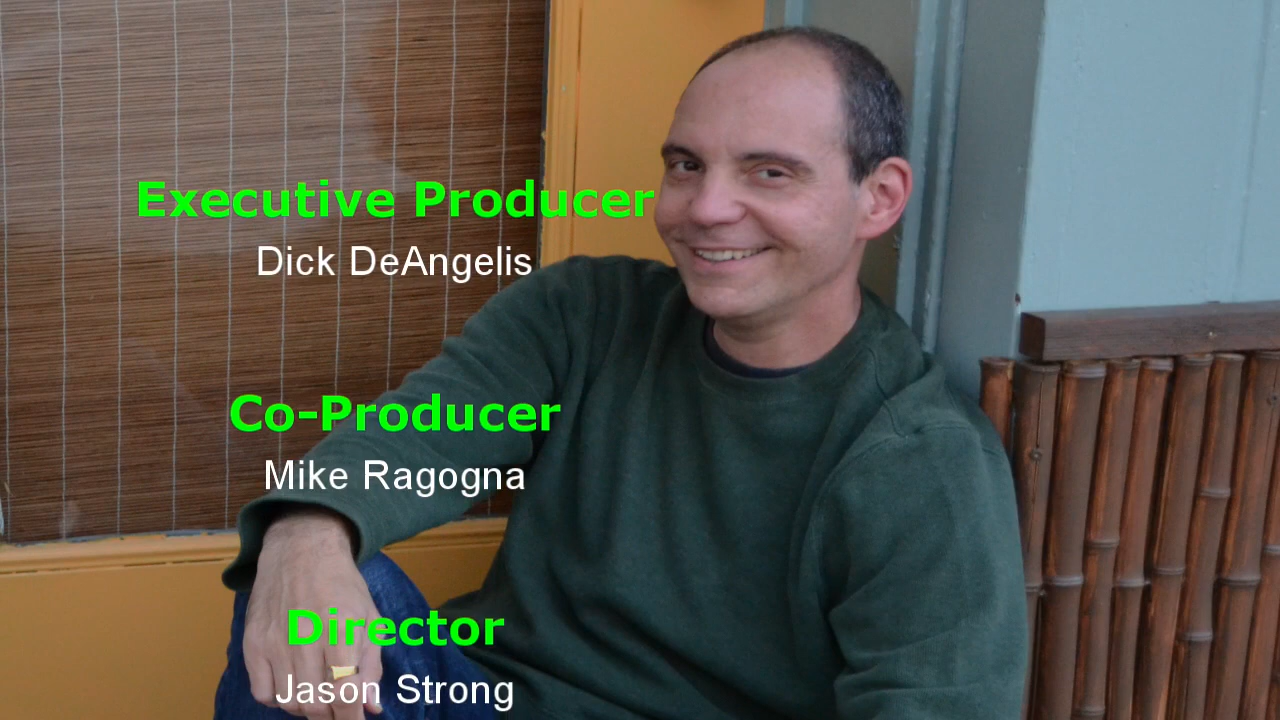 Executive Producer
Dick DeAngelis
Co-Producer
Mike Ragogna
Director
Jason Strong